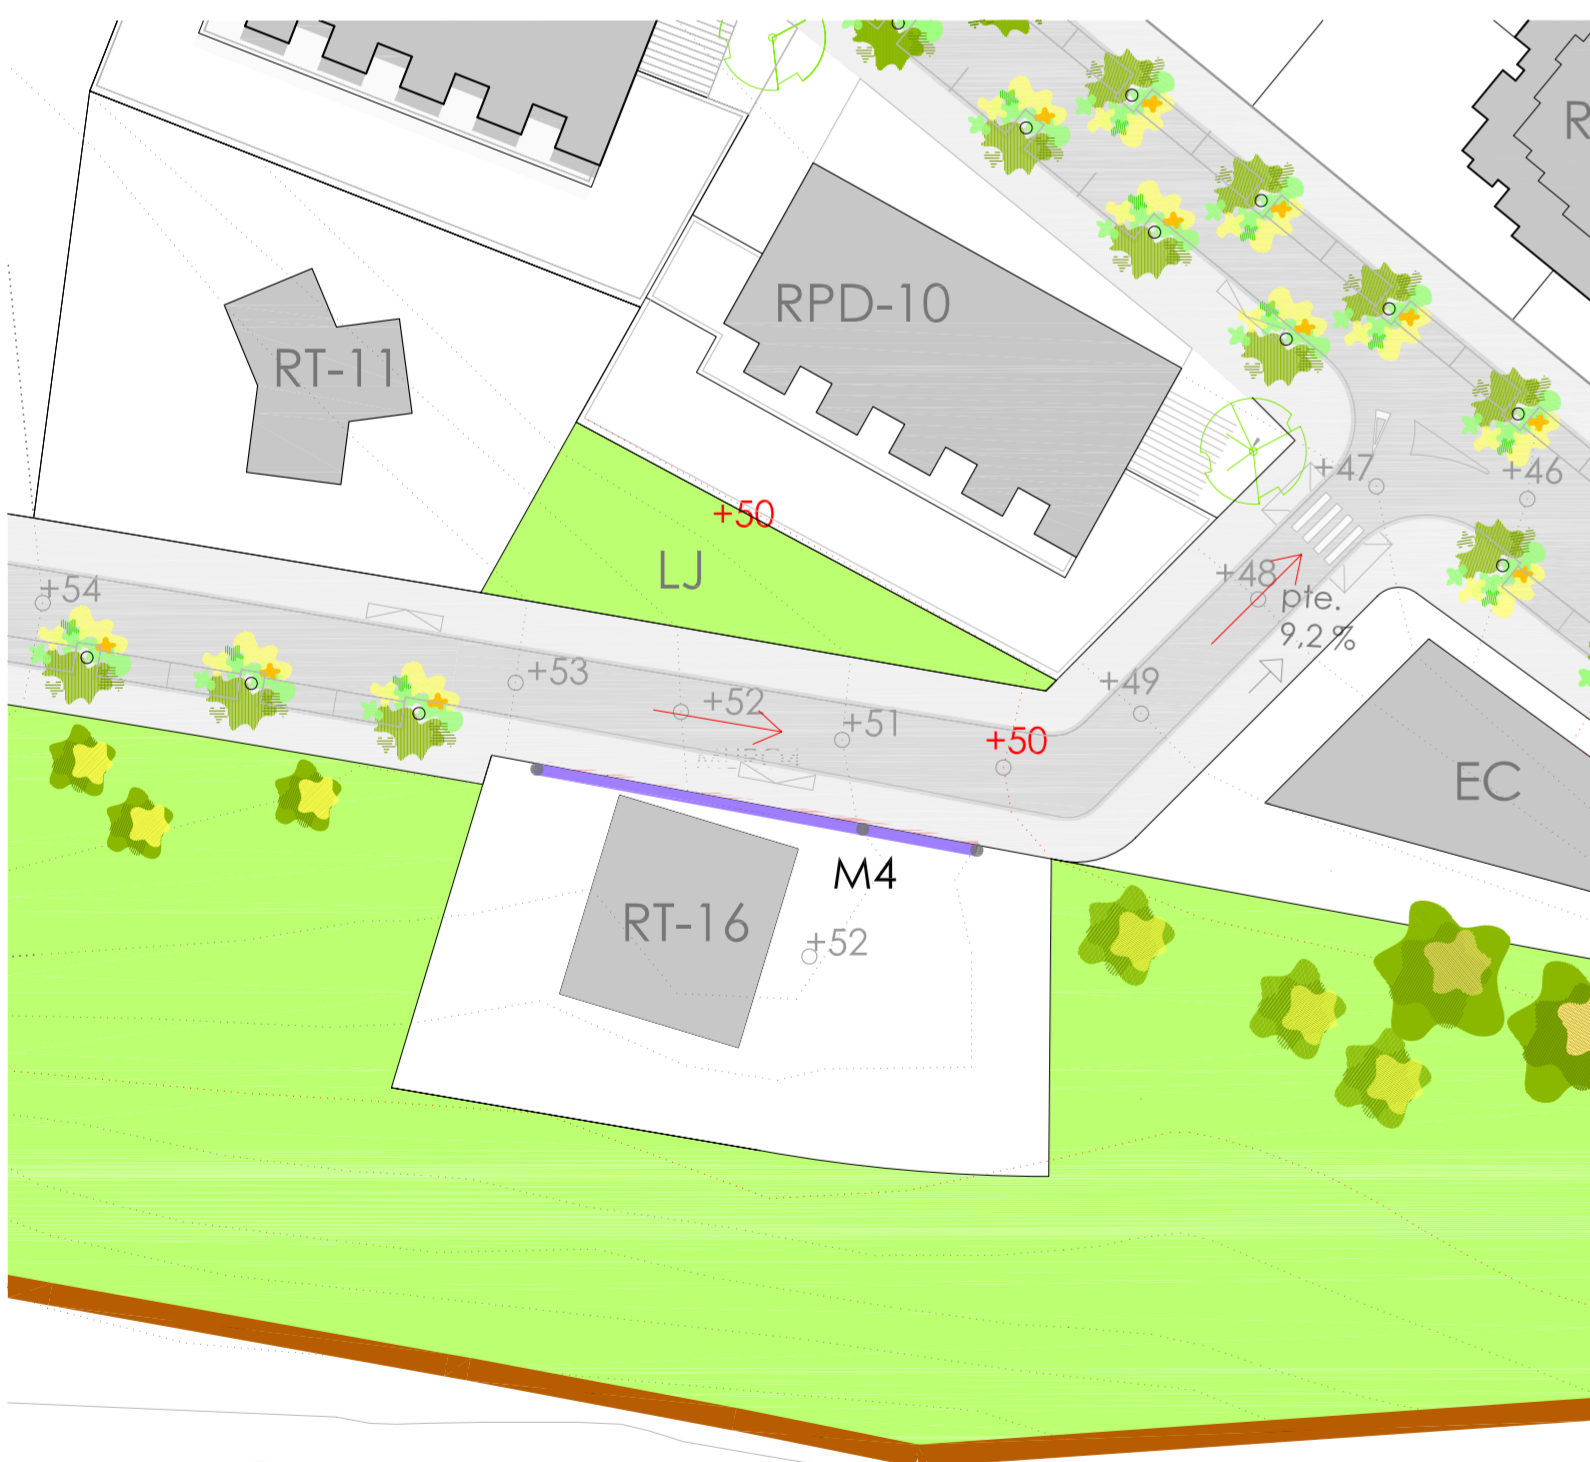 R
RPD-10
RT-11
+47
+46
+50
LJ
+48
pte.
9,2%
+54
+53
+49
+52
+51
+50
EC
M4
RT-16
+52